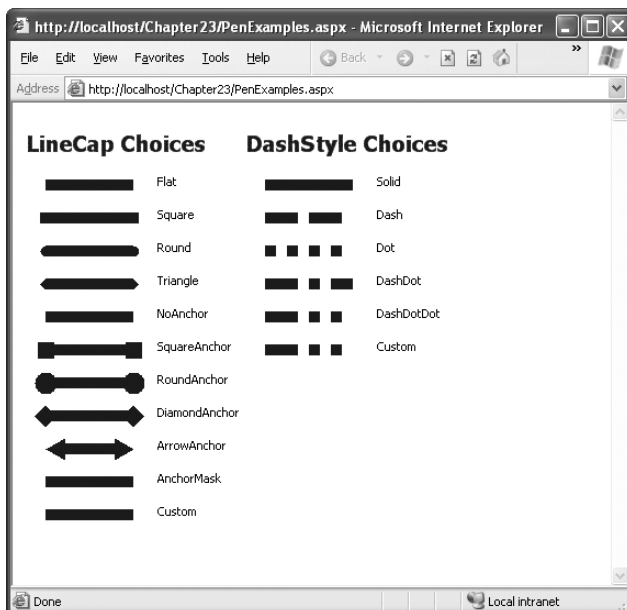 http://localhost/Chapter23/PenExamples.aspx - Microsoft Internet Explorer
File Edit View Favorites Tools Help Back »
Address http://localhost/Chapter23/PenExamples.aspx
LineCap Choices DashStyle Choices
Flat Solid
Square Dash
Round Dot
Triangle DashDot
NoAnchor DashDotDot
SquareAnchor Custom
RoundAnchor
DiamondAnchor
ArrowAnchor
AnchorMask
Custom
Done Local intranet